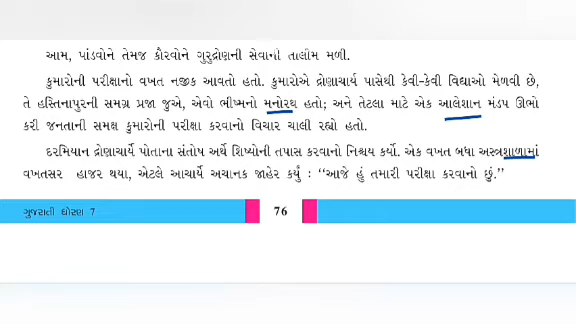 આમ, પાંડવોને તેમજ કૌરવોને ગુરુદ્રોણની સેવાની તાલીમ મળી.
કુમારોની પરીક્ષાનો વખત નજીક આવતો હતો. કુમારોએ દ્રોણાચાર્ય પાસેથી કેવી-કેવી વિદ્યાઓ મેળવી છે,
તે હસ્તિનાપુરની સમગ્ર પ્રજા જુએ, એવો ભીષ્મનો મનોરથ હતો; અને તેટલા માટે એક આલેશાન મંડપ ઊભો
કરી જનતાની સમક્ષ કુમારોની પરીક્ષા કરવાનો વિચાર ચાલી રહ્યો હતો.
દરમિયાન દ્રોણાચાર્યે પોતાના સંતોષ અર્થે શિષ્યોની તપાસ કરવાનો નિશ્ચય કર્યો. એક વખત બધા અસ્ત્રશાળામાં
વખતસર હાજર થયા, એટલે આચાર્યે અચાનક જાહેર કર્યું : ‘‘આજે હું તમારી પરીક્ષા કરવાનો છું.’’
ગુજરાતી ધોરણ 7
76